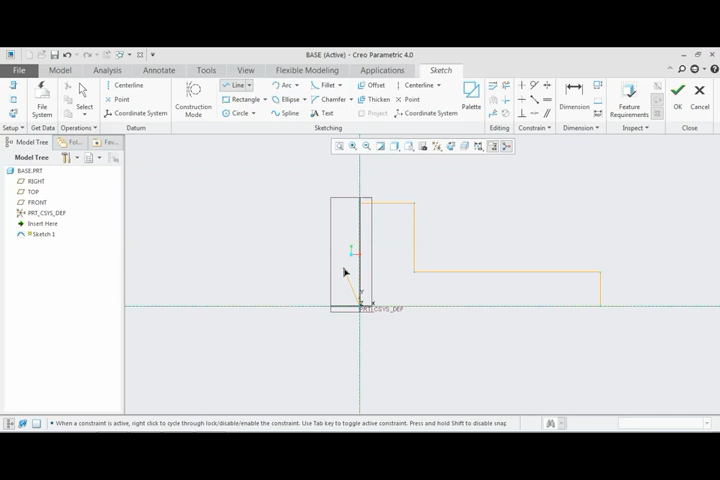 BASE (Active) - Creo Parametric 4.0
File Model Analysis Annotate Tools View Flexible Modeling Applications Sketch
Centerline Line Arc Fillet Offset Centerline
File System Select Point Construction Mode Rectangle Ellipse Chamfer Thicken Point Palette Dimension Feature Requirements OK Cancel
Coordinate System Circle Spline Text Project Coordinate System
Setup Get Data Operations Datum Sketching Editing Constrain Dimension Inspect Close
Model Tree Fol.. Fav..
Model Tree
BASE.PRT
RIGHT
TOP
FRONT
PRT_CSYS_DEF
Insert Here
Sketch 1
Y
X
Z
PRT_CSYS_DEF
When a constraint is active, right click to cycle through lock/disable/enable the constraint. Use Tab key to toggle active constraint. Press and hold Shift to disable snap